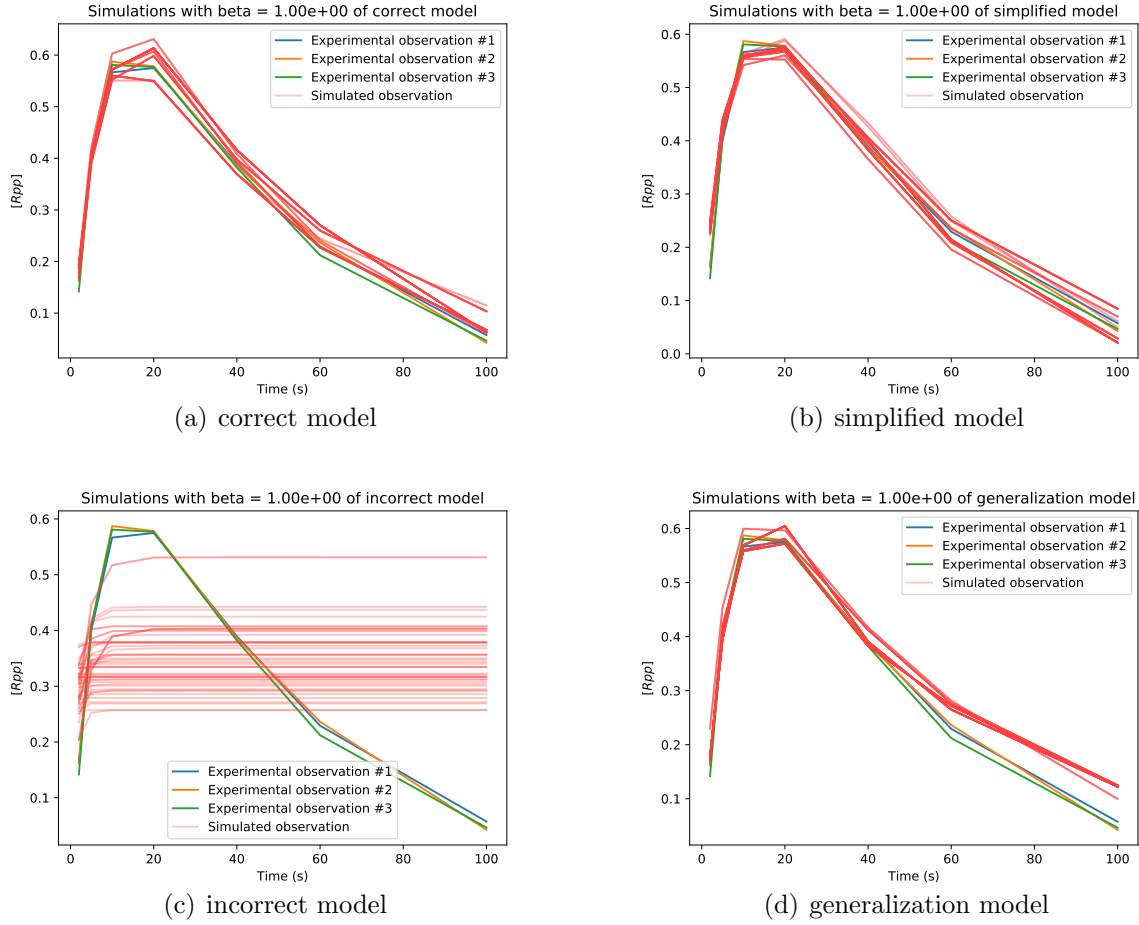 Simulations with beta = 1.00e+00 of correct model
Experimental observation #1
Experimental observation #2
Experimental observation #3
Simulated observation
[Rpp]
0.6
0.5
0.4
0.3
0.2
0.1
0 20 40 60 80 100
Time (s)
(a) correct model
Simulations with beta = 1.00e+00 of simplified model
Experimental observation #1
Experimental observation #2
Experimental observation #3
Simulated observation
[Rpp]
0.6
0.5
0.4
0.3
0.2
0.1
0.0
0 20 40 60 80 100
Time (s)
(b) simplified model
Simulations with beta = 1.00e+00 of incorrect model
[Rpp]
0.6
0.5
0.4
0.3
0.2
0.1
Experimental observation #1
Experimental observation #2
Experimental observation #3
Simulated observation
0 20 40 60 80 100
Time (s)
(c) incorrect model
Simulations with beta = 1.00e+00 of generalization model
Experimental observation #1
Experimental observation #2
Experimental observation #3
Simulated observation
[Rpp]
0.6
0.5
0.4
0.3
0.2
0.1
0 20 40 60 80 100
Time (s)
(d) generalization model